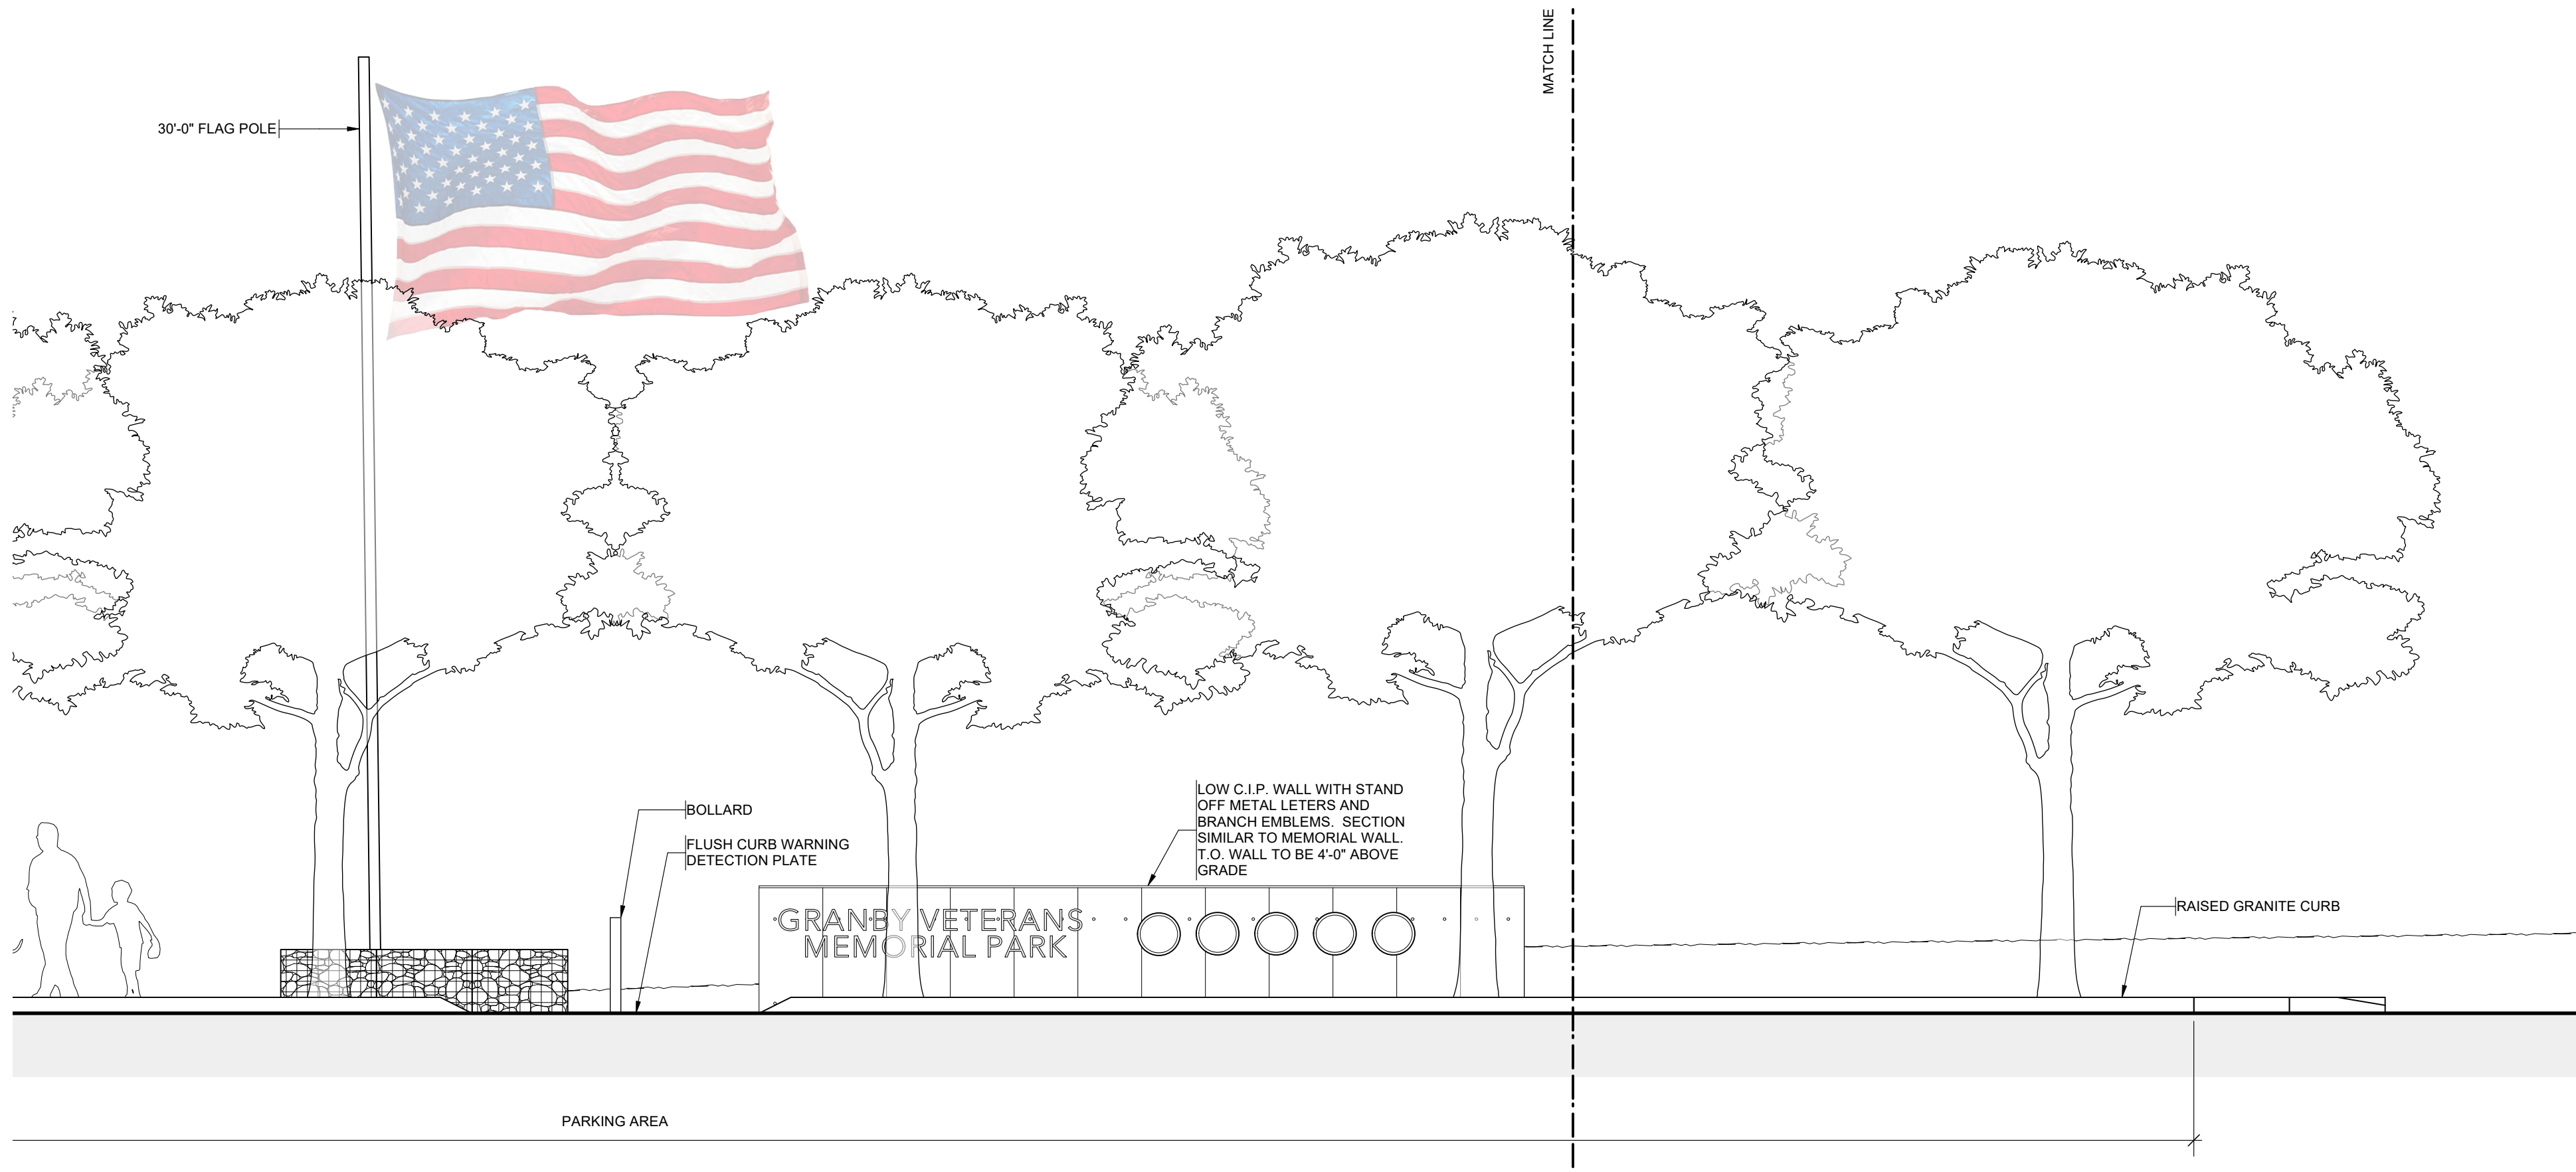 MATCH LINE
30'-0" FLAG POLE
BOLLARD
FLUSH CURB WARNING
DETECTION PLATE
LOW C.I.P. WALL WITH STAND
OFF METAL LETERS AND
BRANCH EMBLEMS.  SECTION
SIMILAR TO MEMORIAL WALL.
T.O. WALL TO BE 4'-0" ABOVE
GRADE
GRANBY VETERANS
MEMORIAL PARK
RAISED GRANITE CURB
PARKING AREA